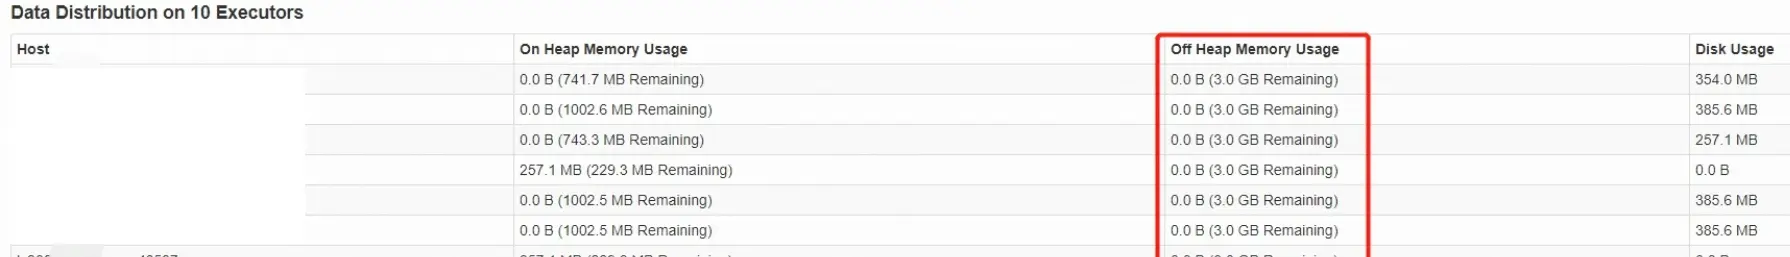 Data Distribution on 10 Executors
Host On Heap Memory Usage Off Heap Memory Usage Disk Usage
0.0 B (741.7 MB Remaining) 0.0 B (3.0 GB Remaining) 354.0 MB
0.0 B (1002.6 MB Remaining) 0.0 B (3.0 GB Remaining) 385.6 MB
0.0 B (743.3 MB Remaining) 0.0 B (3.0 GB Remaining) 257.1 MB
257.1 MB (229.3 MB Remaining) 0.0 B (3.0 GB Remaining) 0.0 B
0.0 B (1002.5 MB Remaining) 0.0 B (3.0 GB Remaining) 385.6 MB
0.0 B (1002.5 MB Remaining) 0.0 B (3.0 GB Remaining) 385.6 MB